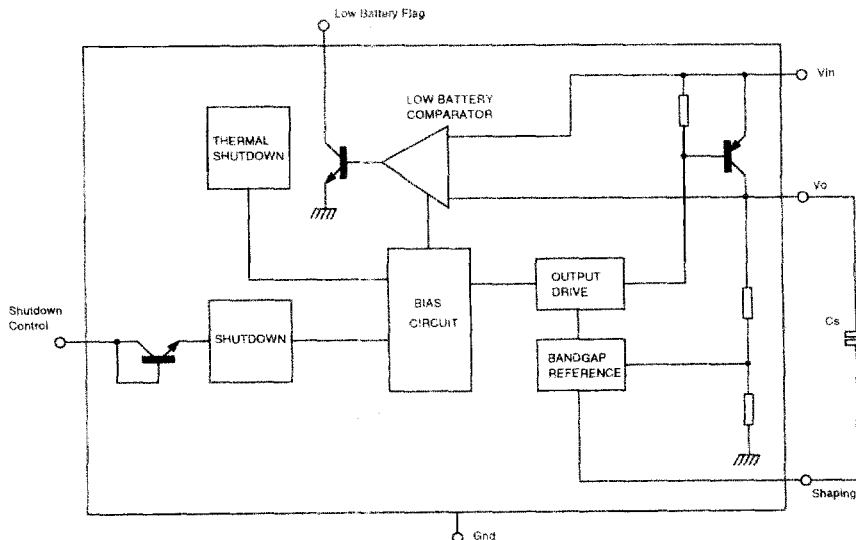 Low Battery Flag
Vin
LOW BATTERY
COMPARATOR
THERMAL
SHUTDOWN
Vo
Shutdown
Control
SHUTDOWN
BIAS
CIRCUIT
OUTPUT
DRIVE
BANDGAP
REFERENCE
Cs
Shaping
Gnd